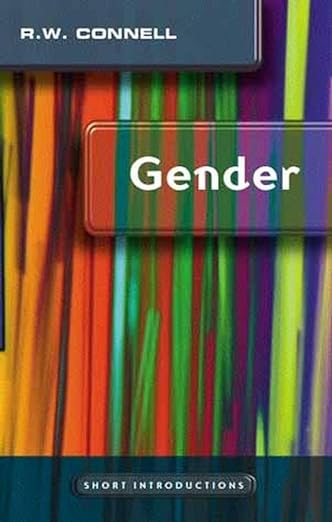 R.W. CONNELL
Gender
SHORT INTRODUCTIONS